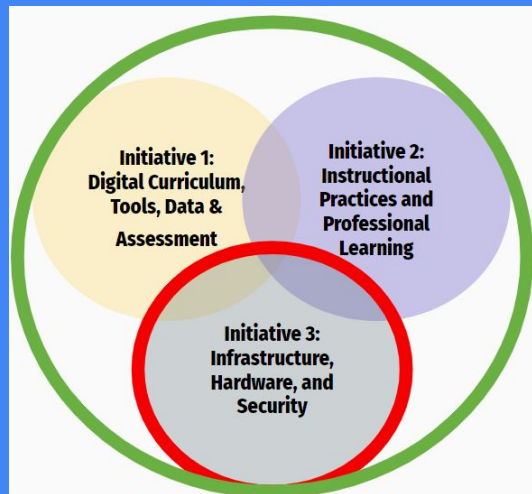 Initiative 1:
Digital Curriculum,
Tools, Data &
Assessment
Initiative 2:
Instructional
Practices and
Professional
Learning
Initiative 3:
Infrastructure,
Hardware, and
Security